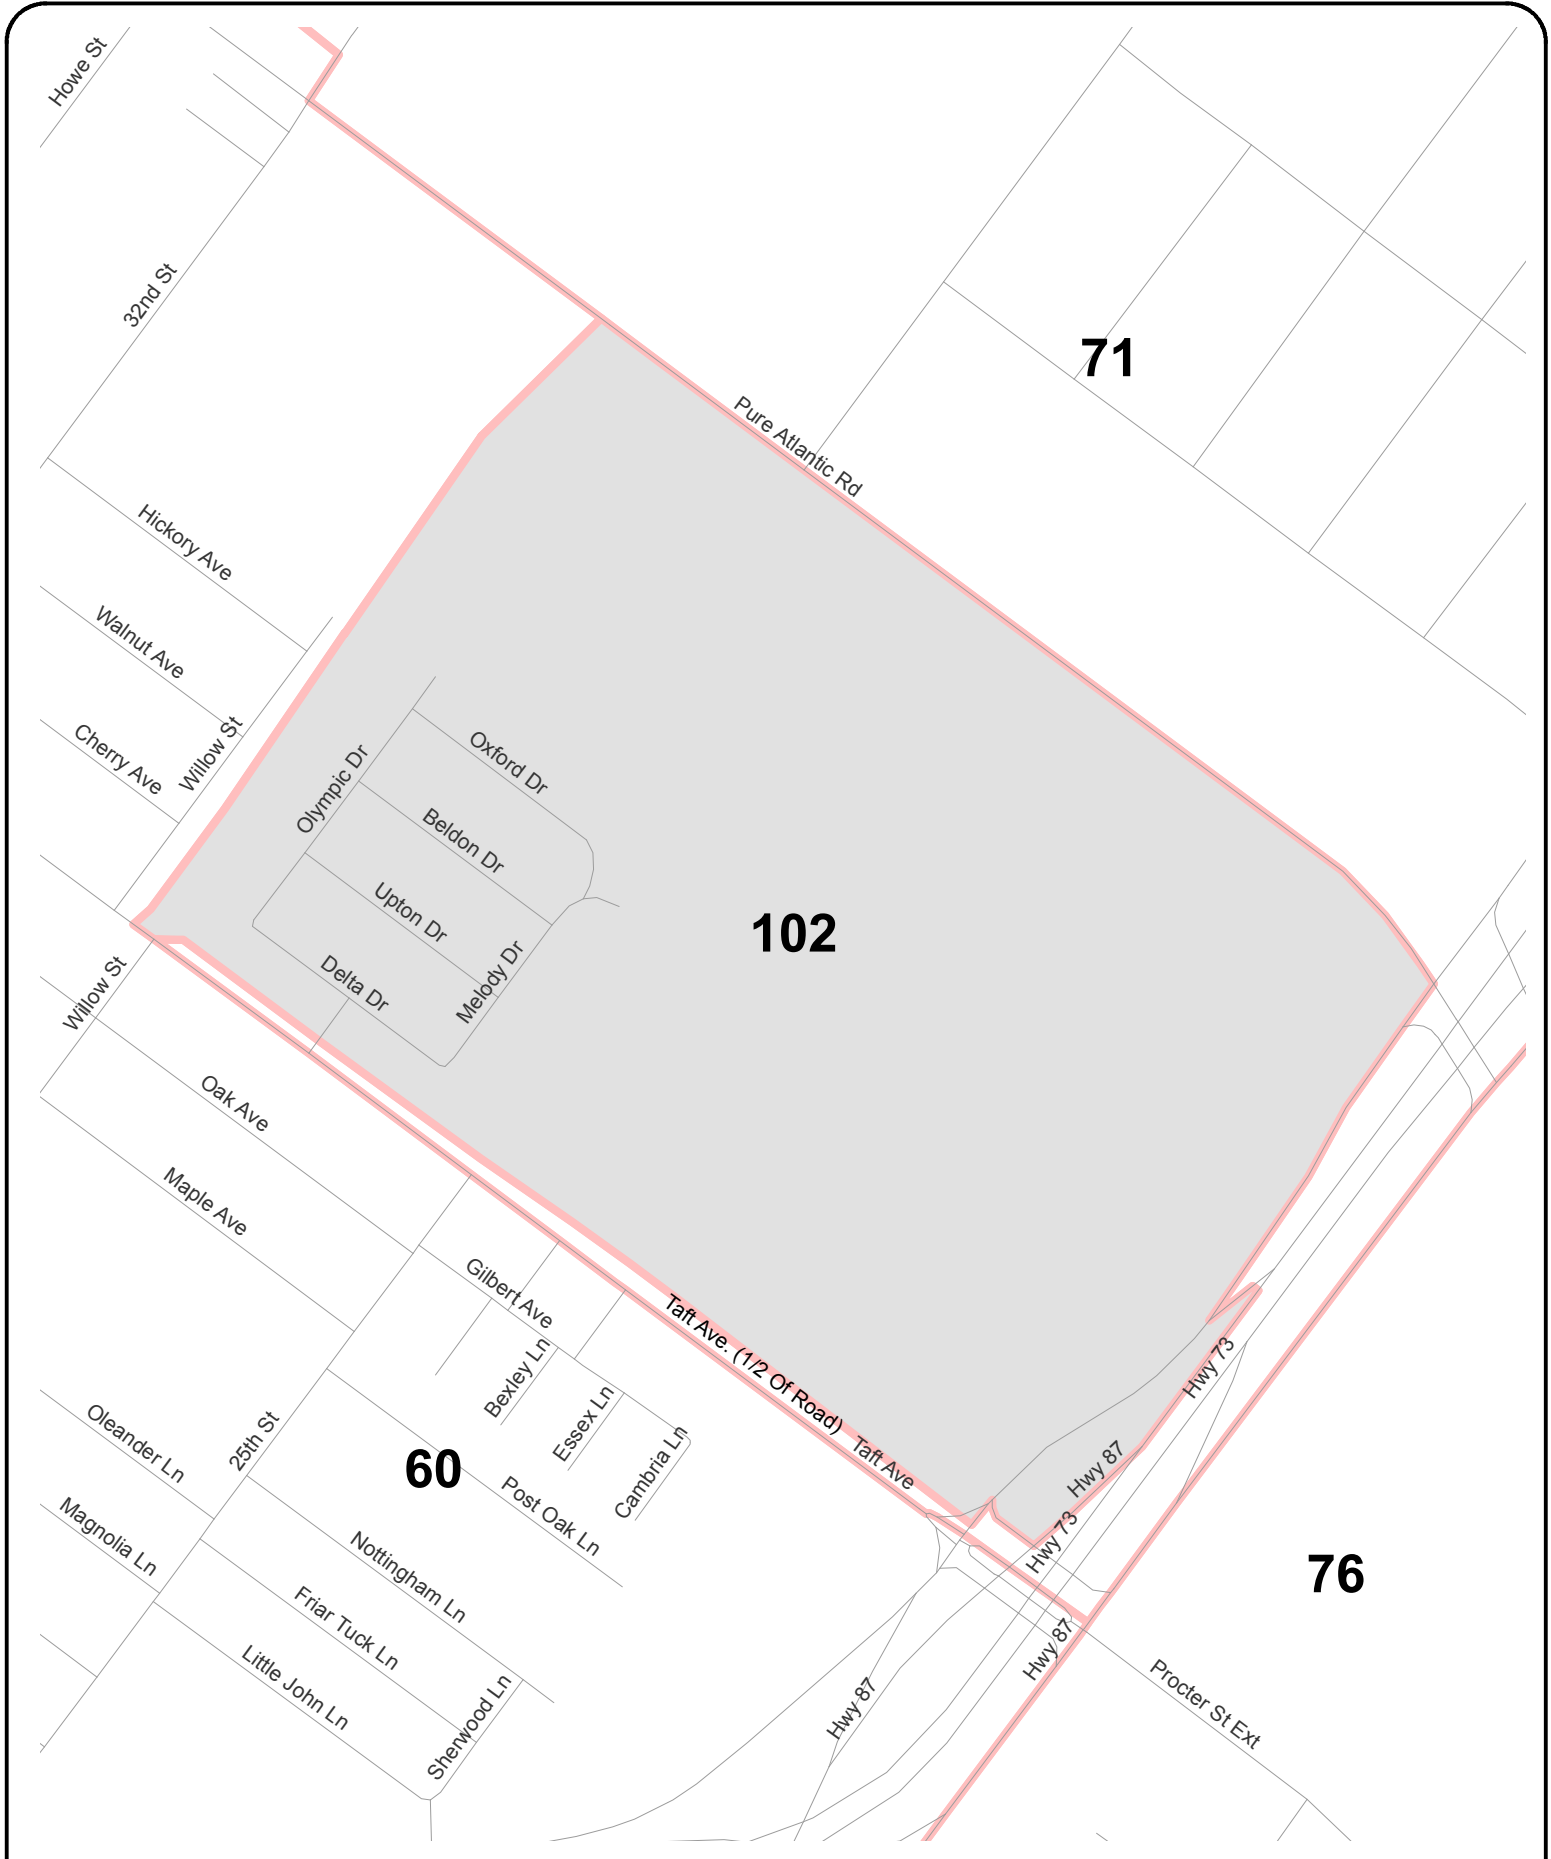 Howe St
32nd St
71
Pure Atlantic Rd
Hickory Ave
Walnut Ave
Cherry Ave
Willow St
Olympic Dr
Oxford Dr
Beldon Dr
Upton Dr
Delta Dr
Melody Dr
102
Willow St
Oak Ave
Maple Ave
Gilbert Ave
Bexley Ln
Essex Ln
Cambria Ln
Taft Ave. (1/2 Of Road)
Taft Ave
Hwy 73
Hwy 87
Hwy 73
Oleander Ln
25th St
60
Post Oak Ln
Magnolia Ln
Nottingham Ln
Friar Tuck Ln
Little John Ln
Sherwood Ln
76
Hwy 87
Hwy 87
Procter St Ext